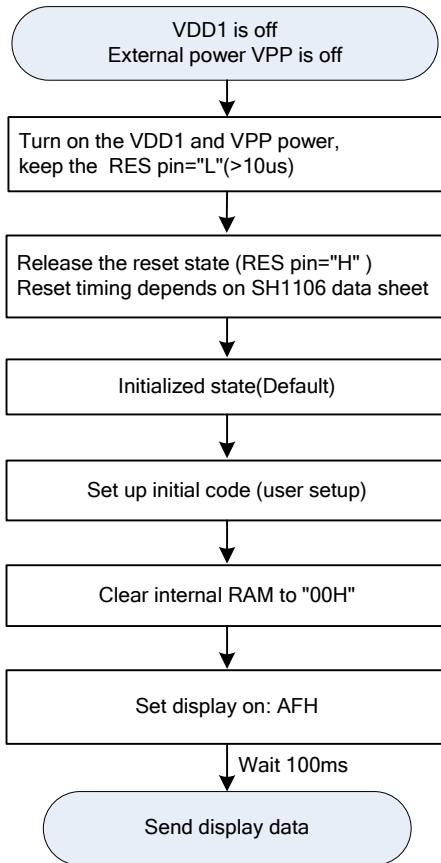 VDD1 is off
External power VPP is off
Turn on the VDD1 and VPP power,
keep the RES pin="L"(>10us)
Release the reset state (RES pin="H" )
Reset timing depends on SH1106 data sheet
Initialized state(Default)
Set up initial code (user setup)
Clear internal RAM to "00H"
Set display on: AFH
Wait 100ms
Send display data